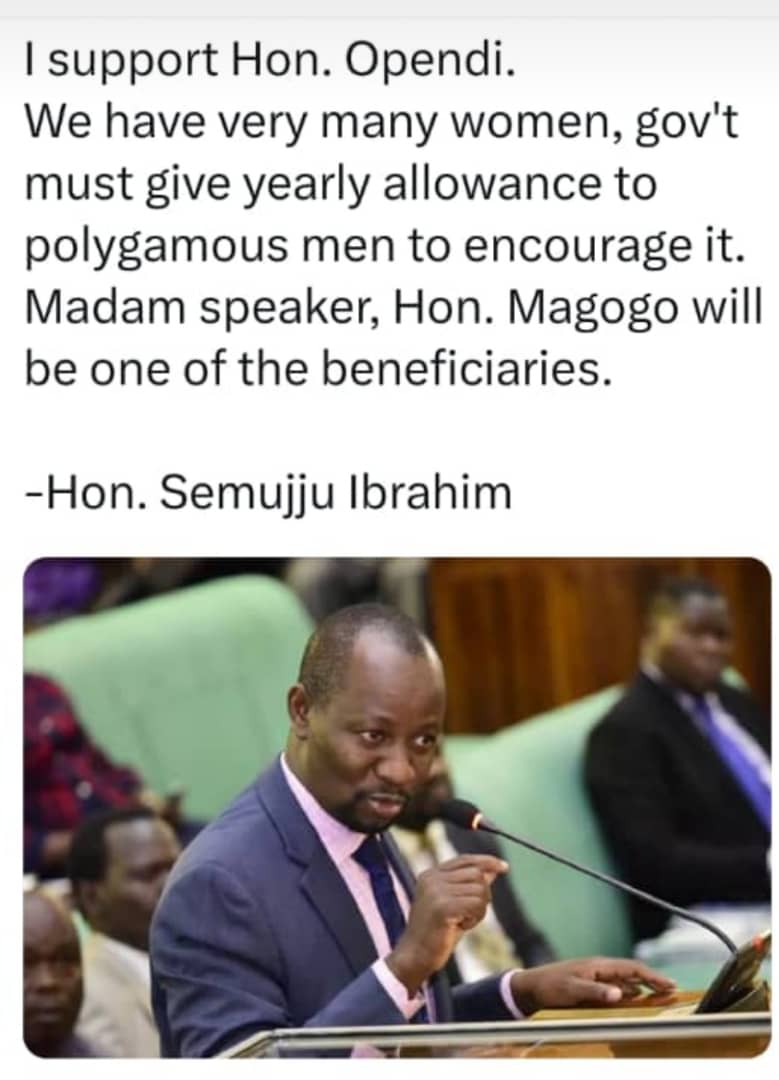 I support Hon. Opendi.
We have very many women, gov't
must give yearly allowance to
polygamous men to encourage it.
Madam speaker, Hon. Magogo will
be one of the beneficiaries.
-Hon. Semujju Ibrahim